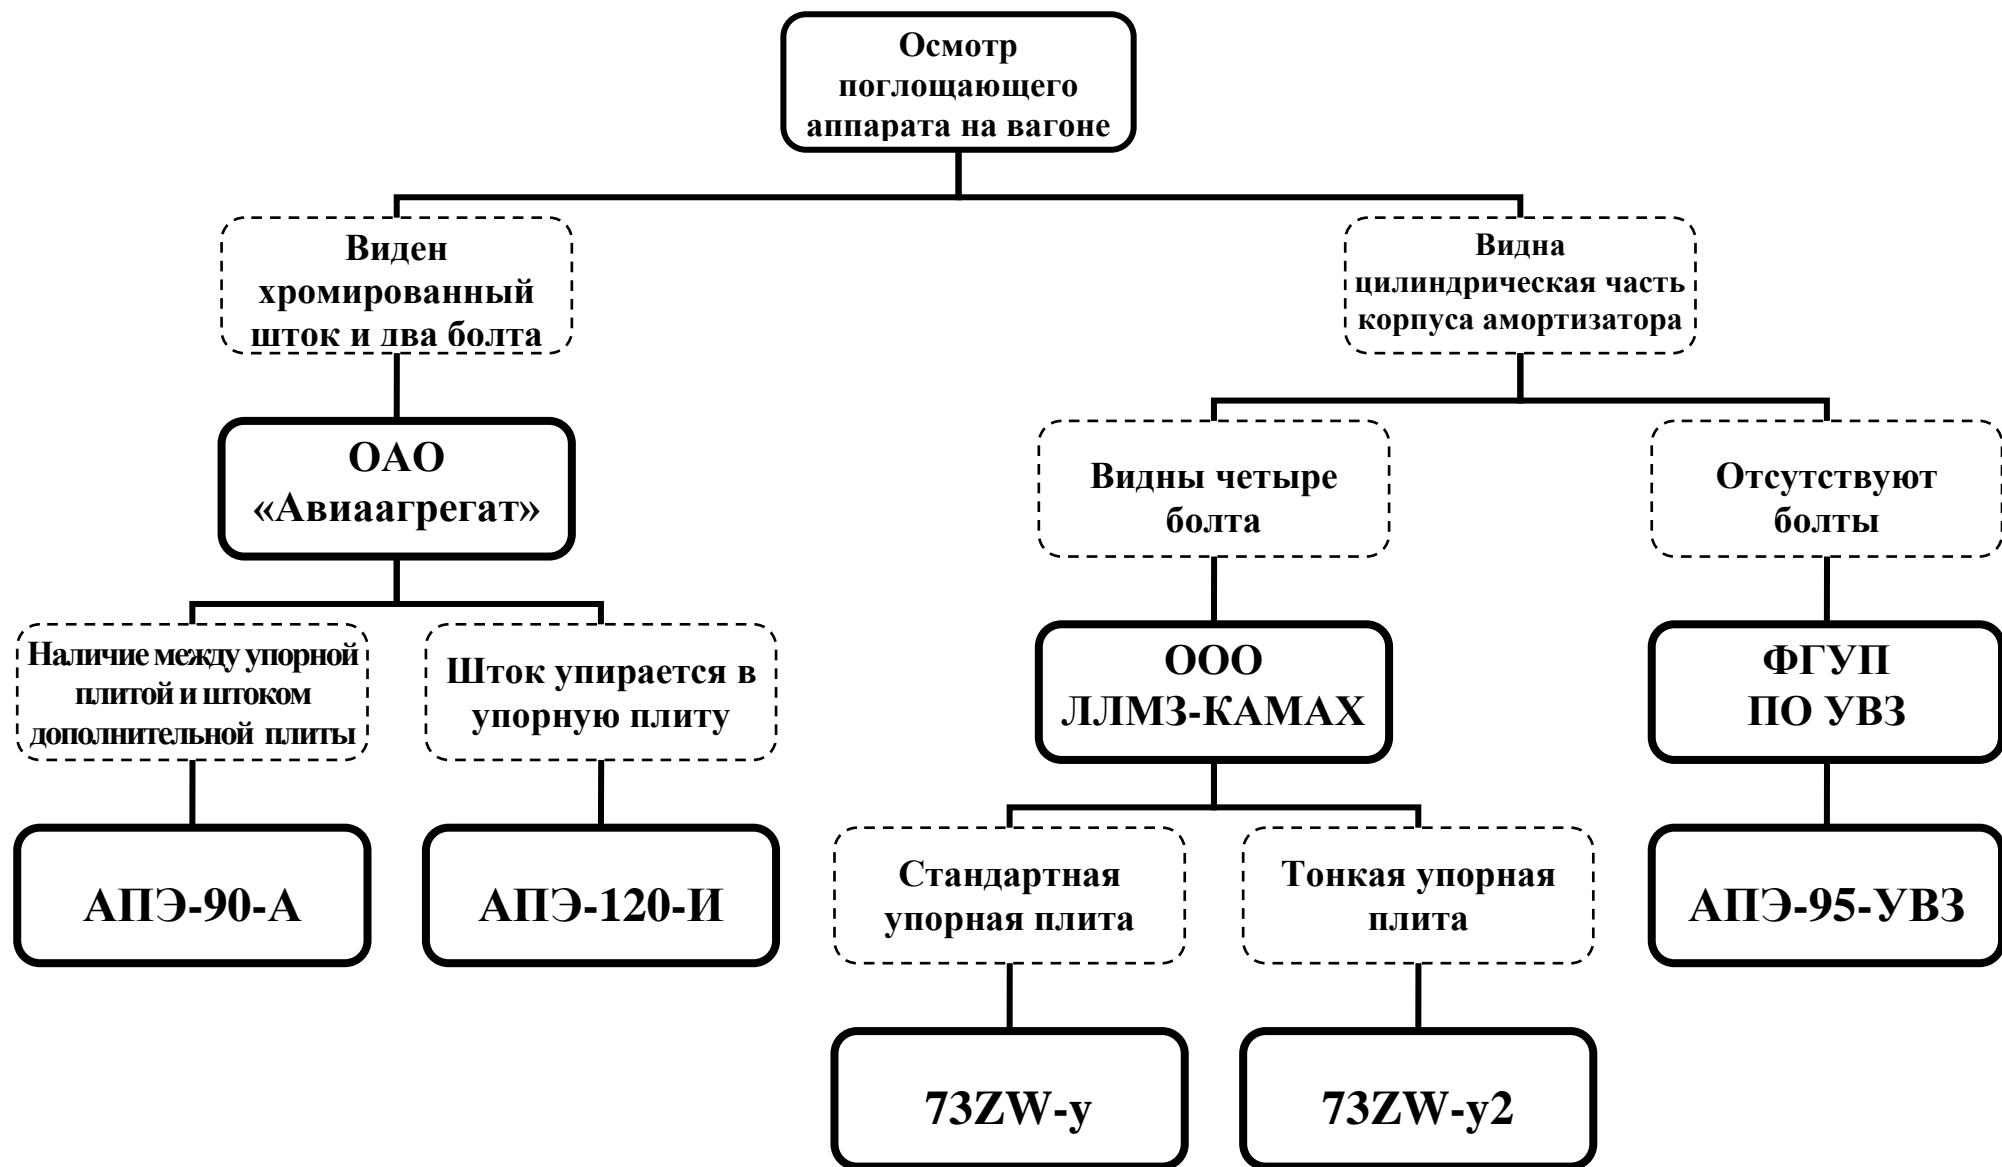 Осмотр
поглощающего
аппарата на вагоне
Виден
хромированный
шток и два болта
Видна
цилиндрическая часть
корпуса амортизатора
ОАО
«Авиаагрегат»
Видны четыре
болта
Отсутствуют
болты
Наличие между упорной
плитой и штоком
дополнительной плиты
Шток упирается в
упорную плиту
ООО
ЛЛМЗ-КАМАХ
ФГУП
ПО УВЗ
АПЭ-90-А
АПЭ-120-И
Стандартная
упорная плита
Тонкая упорная
плита
АПЭ-95-УВЗ
73ZW-у
73ZW-у2